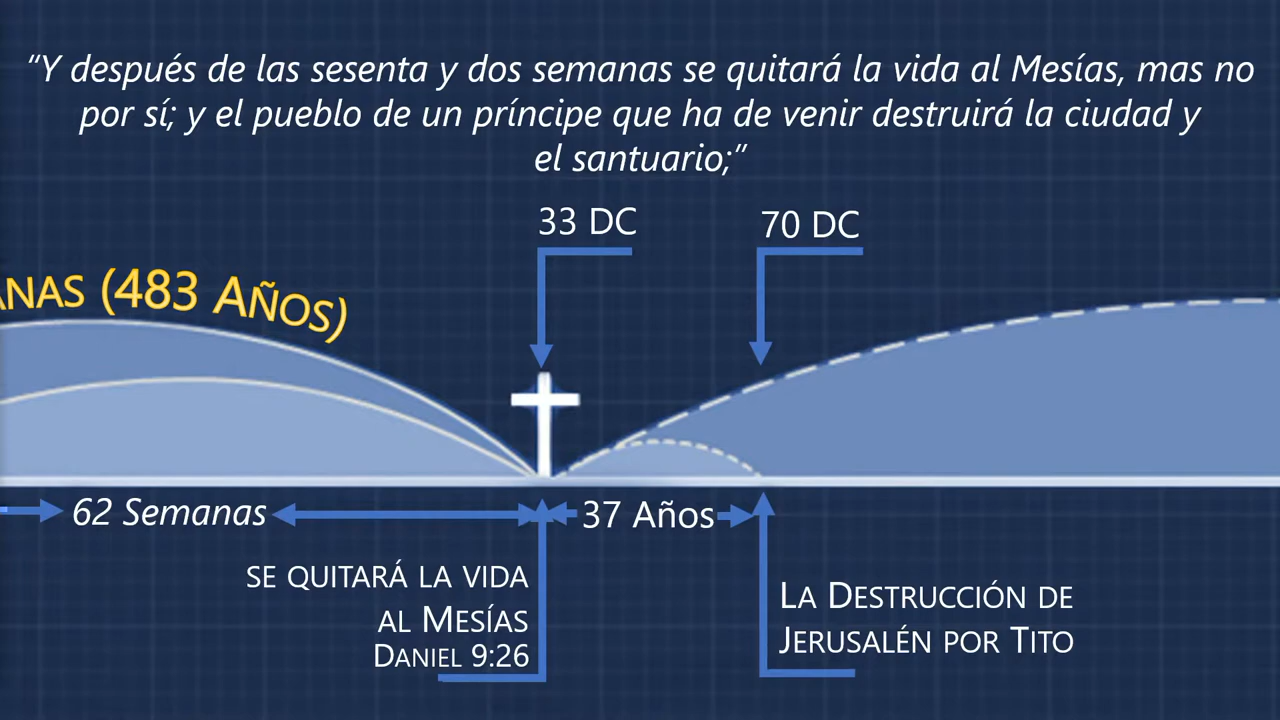 “Y después de las sesenta y dos semanas se quitará la vida al Mesías, mas no
por sí; y el pueblo de un príncipe que ha de venir destruirá la ciudad y
el santuario;”
33 DC
70 DC
ANAS (483 AÑOS)
62 Semanas
37 Años
SE QUITARÁ LA VIDA
AL MESÍAS
DANIEL 9:26
LA DESTRUCCIÓN DE
JERUSALÉN POR TITO